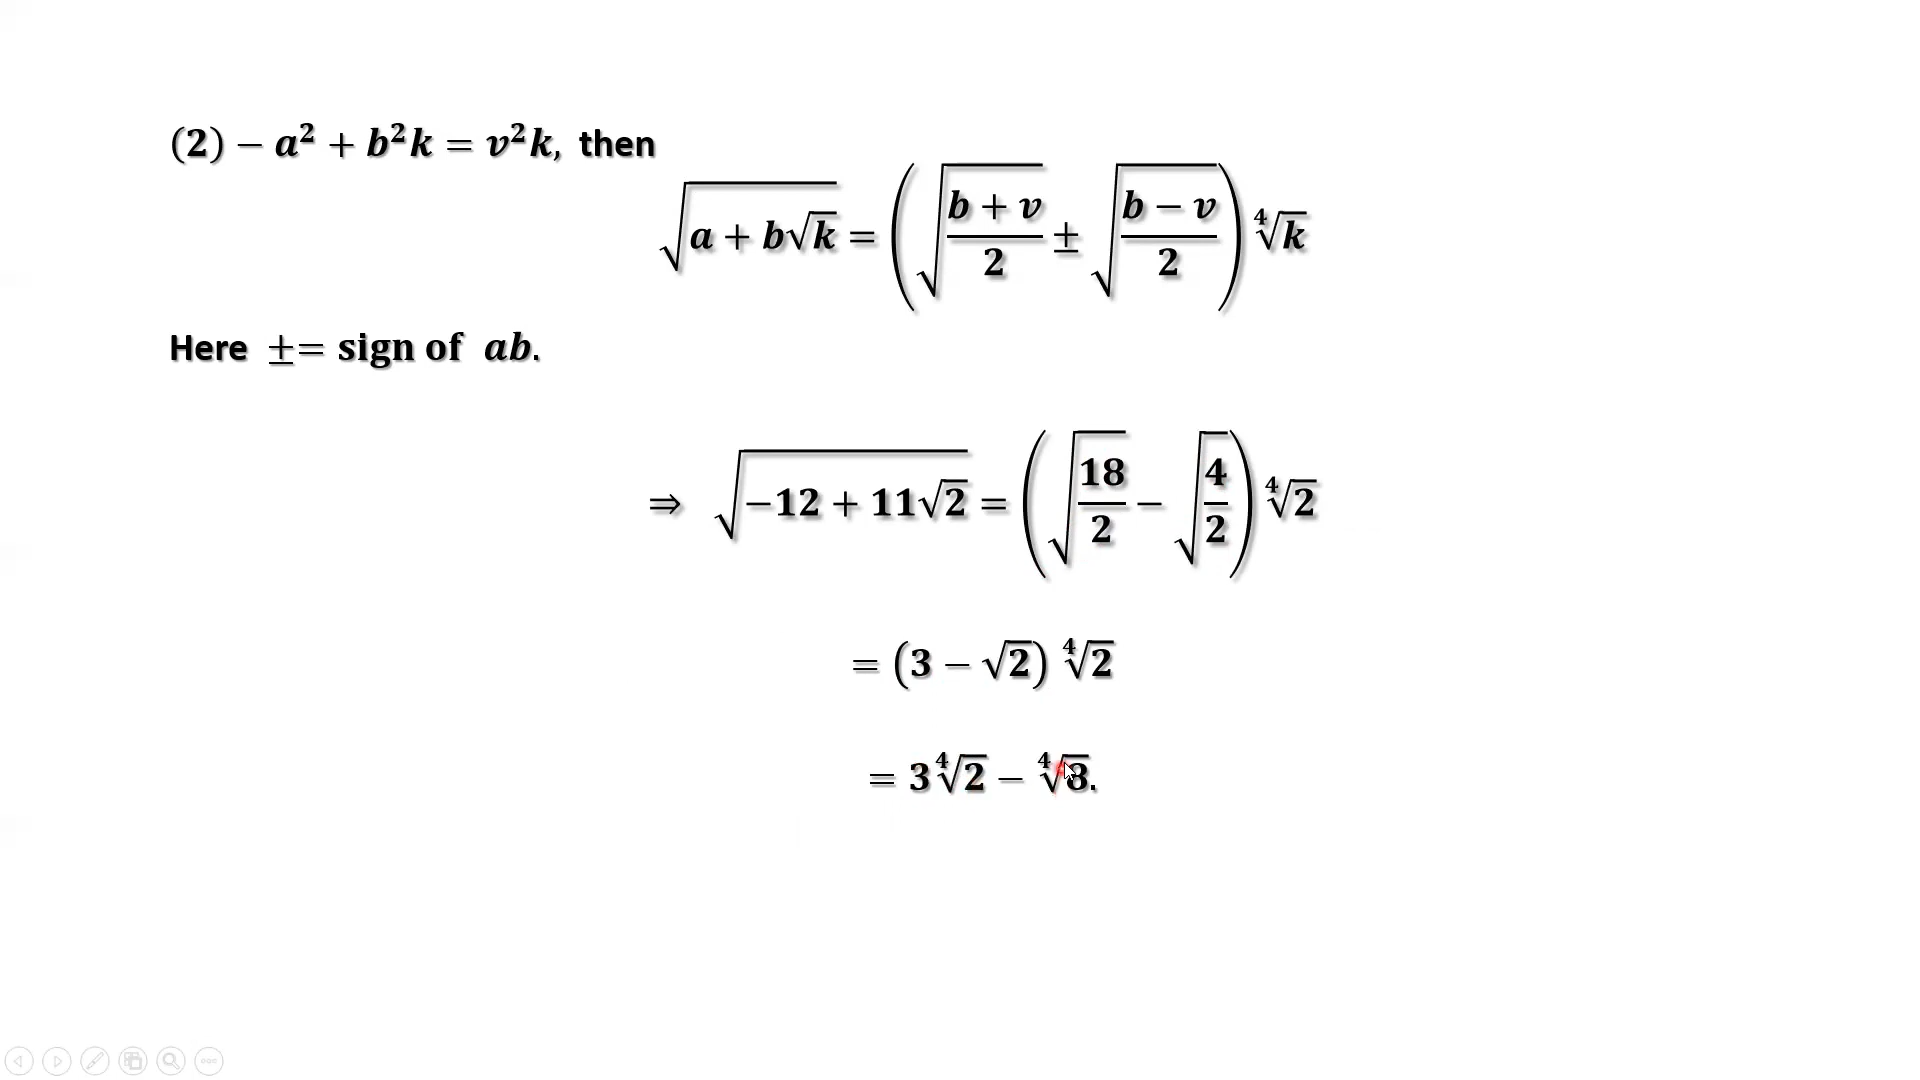 (2) − a² + b²k = v²k, then
√(a + b√k) = (√((b + v)/2) ± √((b − v)/2)) ∜k
Here ±= sign of ab.
⇒ √(−12 + 11√2) = (√(18/2) − √(4/2)) ∜2
= (3 − √2) ∜2
= 3∜2 − ∜8.